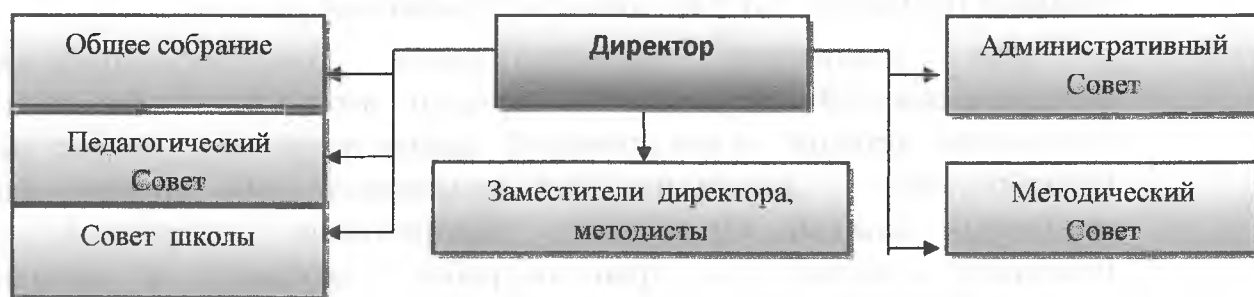 Общее собрание
Педагогический
Совет
Совет школы
Директор
Заместители директора,
методисты
Административный
Совет
Методический
Совет